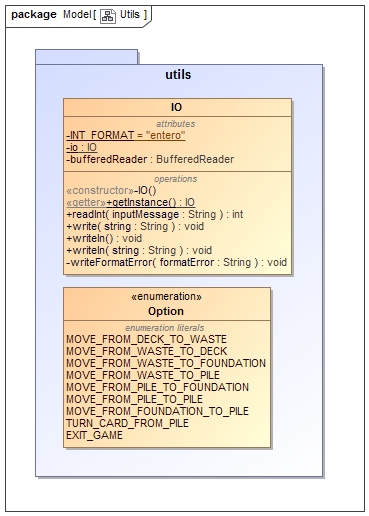 package Model[ Utils ]
utils
IO
attributes
-INT_FORMAT = "entero"
-io : IO
-bufferedReader : BufferedReader
operations
«constructor»-IO()
«getter»+getInstance() : IO
+readInt( inputMessage : String ) : int
+write( string : String ) : void
+writeln() : void
+writeln( string : String ) : void
-writeFormatError( formatError : String ) : void
«enumeration»
Option
enumeration literals
MOVE_FROM_DECK_TO_WASTE
MOVE_FROM_WASTE_TO_DECK
MOVE_FROM_WASTE_TO_FOUNDATION
MOVE_FROM_WASTE_TO_PILE
MOVE_FROM_PILE_TO_FOUNDATION
MOVE_FROM_PILE_TO_PILE
MOVE_FROM_FOUNDATION_TO_PILE
TURN_CARD_FROM_PILE
EXIT_GAME